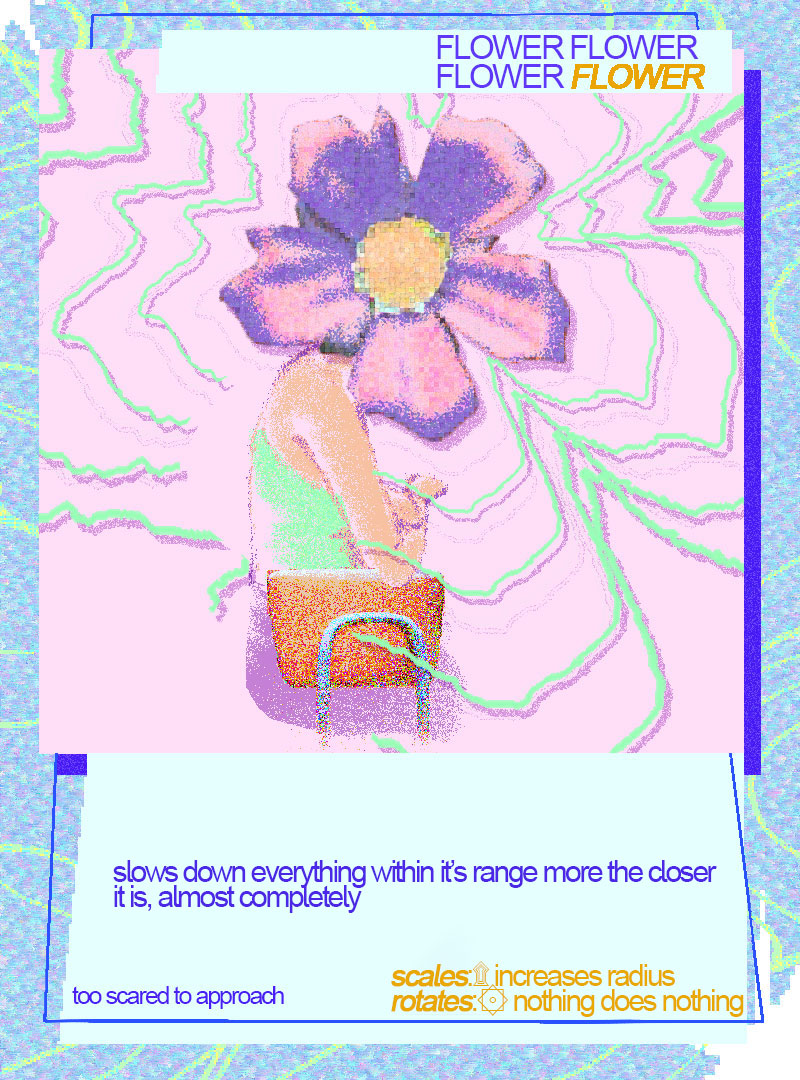 FLOWER FLOWER
FLOWER FLOWER
slows down everything within it's range more the closer
it is, almost completely
scales: increases radius
too scared to approach
rotates: nothing does nothing